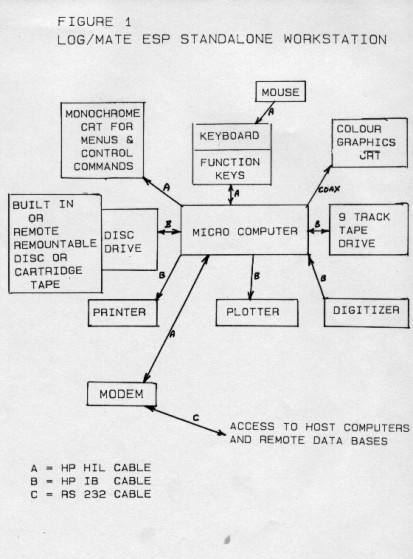 FIGURE 1
LOG/MATE ESP STANDALONE WORKSTATION
MOUSE
A
MONOCHROME
CRT FOR
MENUS &
CONTROL
COMMANDS
KEYBOARD
FUNCTION
KEYS
COLOUR
GRAPHICS
CRT
A
A
COAX
BUILT IN
OR
REMOTE
REMOUNTABLE
DISC OR
CARTRIDGE
TAPE
DISC
DRIVE
B
MICRO COMPUTER
B
9 TRACK
TAPE
DRIVE
B
B
B
PRINTER
PLOTTER
DIGITIZER
A
MODEM
C
ACCESS TO HOST COMPUTERS
AND REMOTE DATA BASES
A = HP HIL CABLE
B = HP IB CABLE
C = RS 232 CABLE